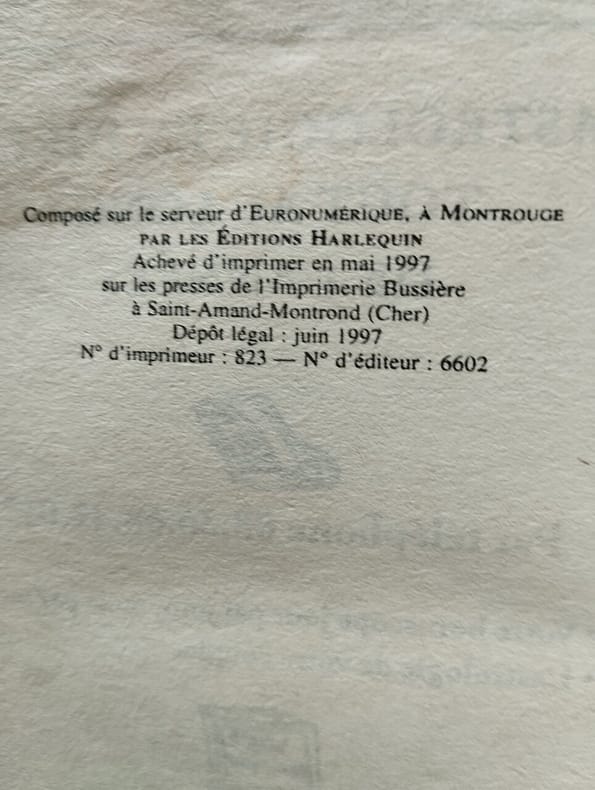 Composé sur le serveur d'EURONUMÉRIQUE, À MONTROUGE
PAR LES ÉDITIONS HARLEQUIN
Achevé d'imprimer en mai 1997
sur les presses de l'Imprimerie Bussière
à Saint-Amand-Montrond (Cher)
Dépôt légal : juin 1997
N° d'imprimeur : 823 — N° d'éditeur : 6602